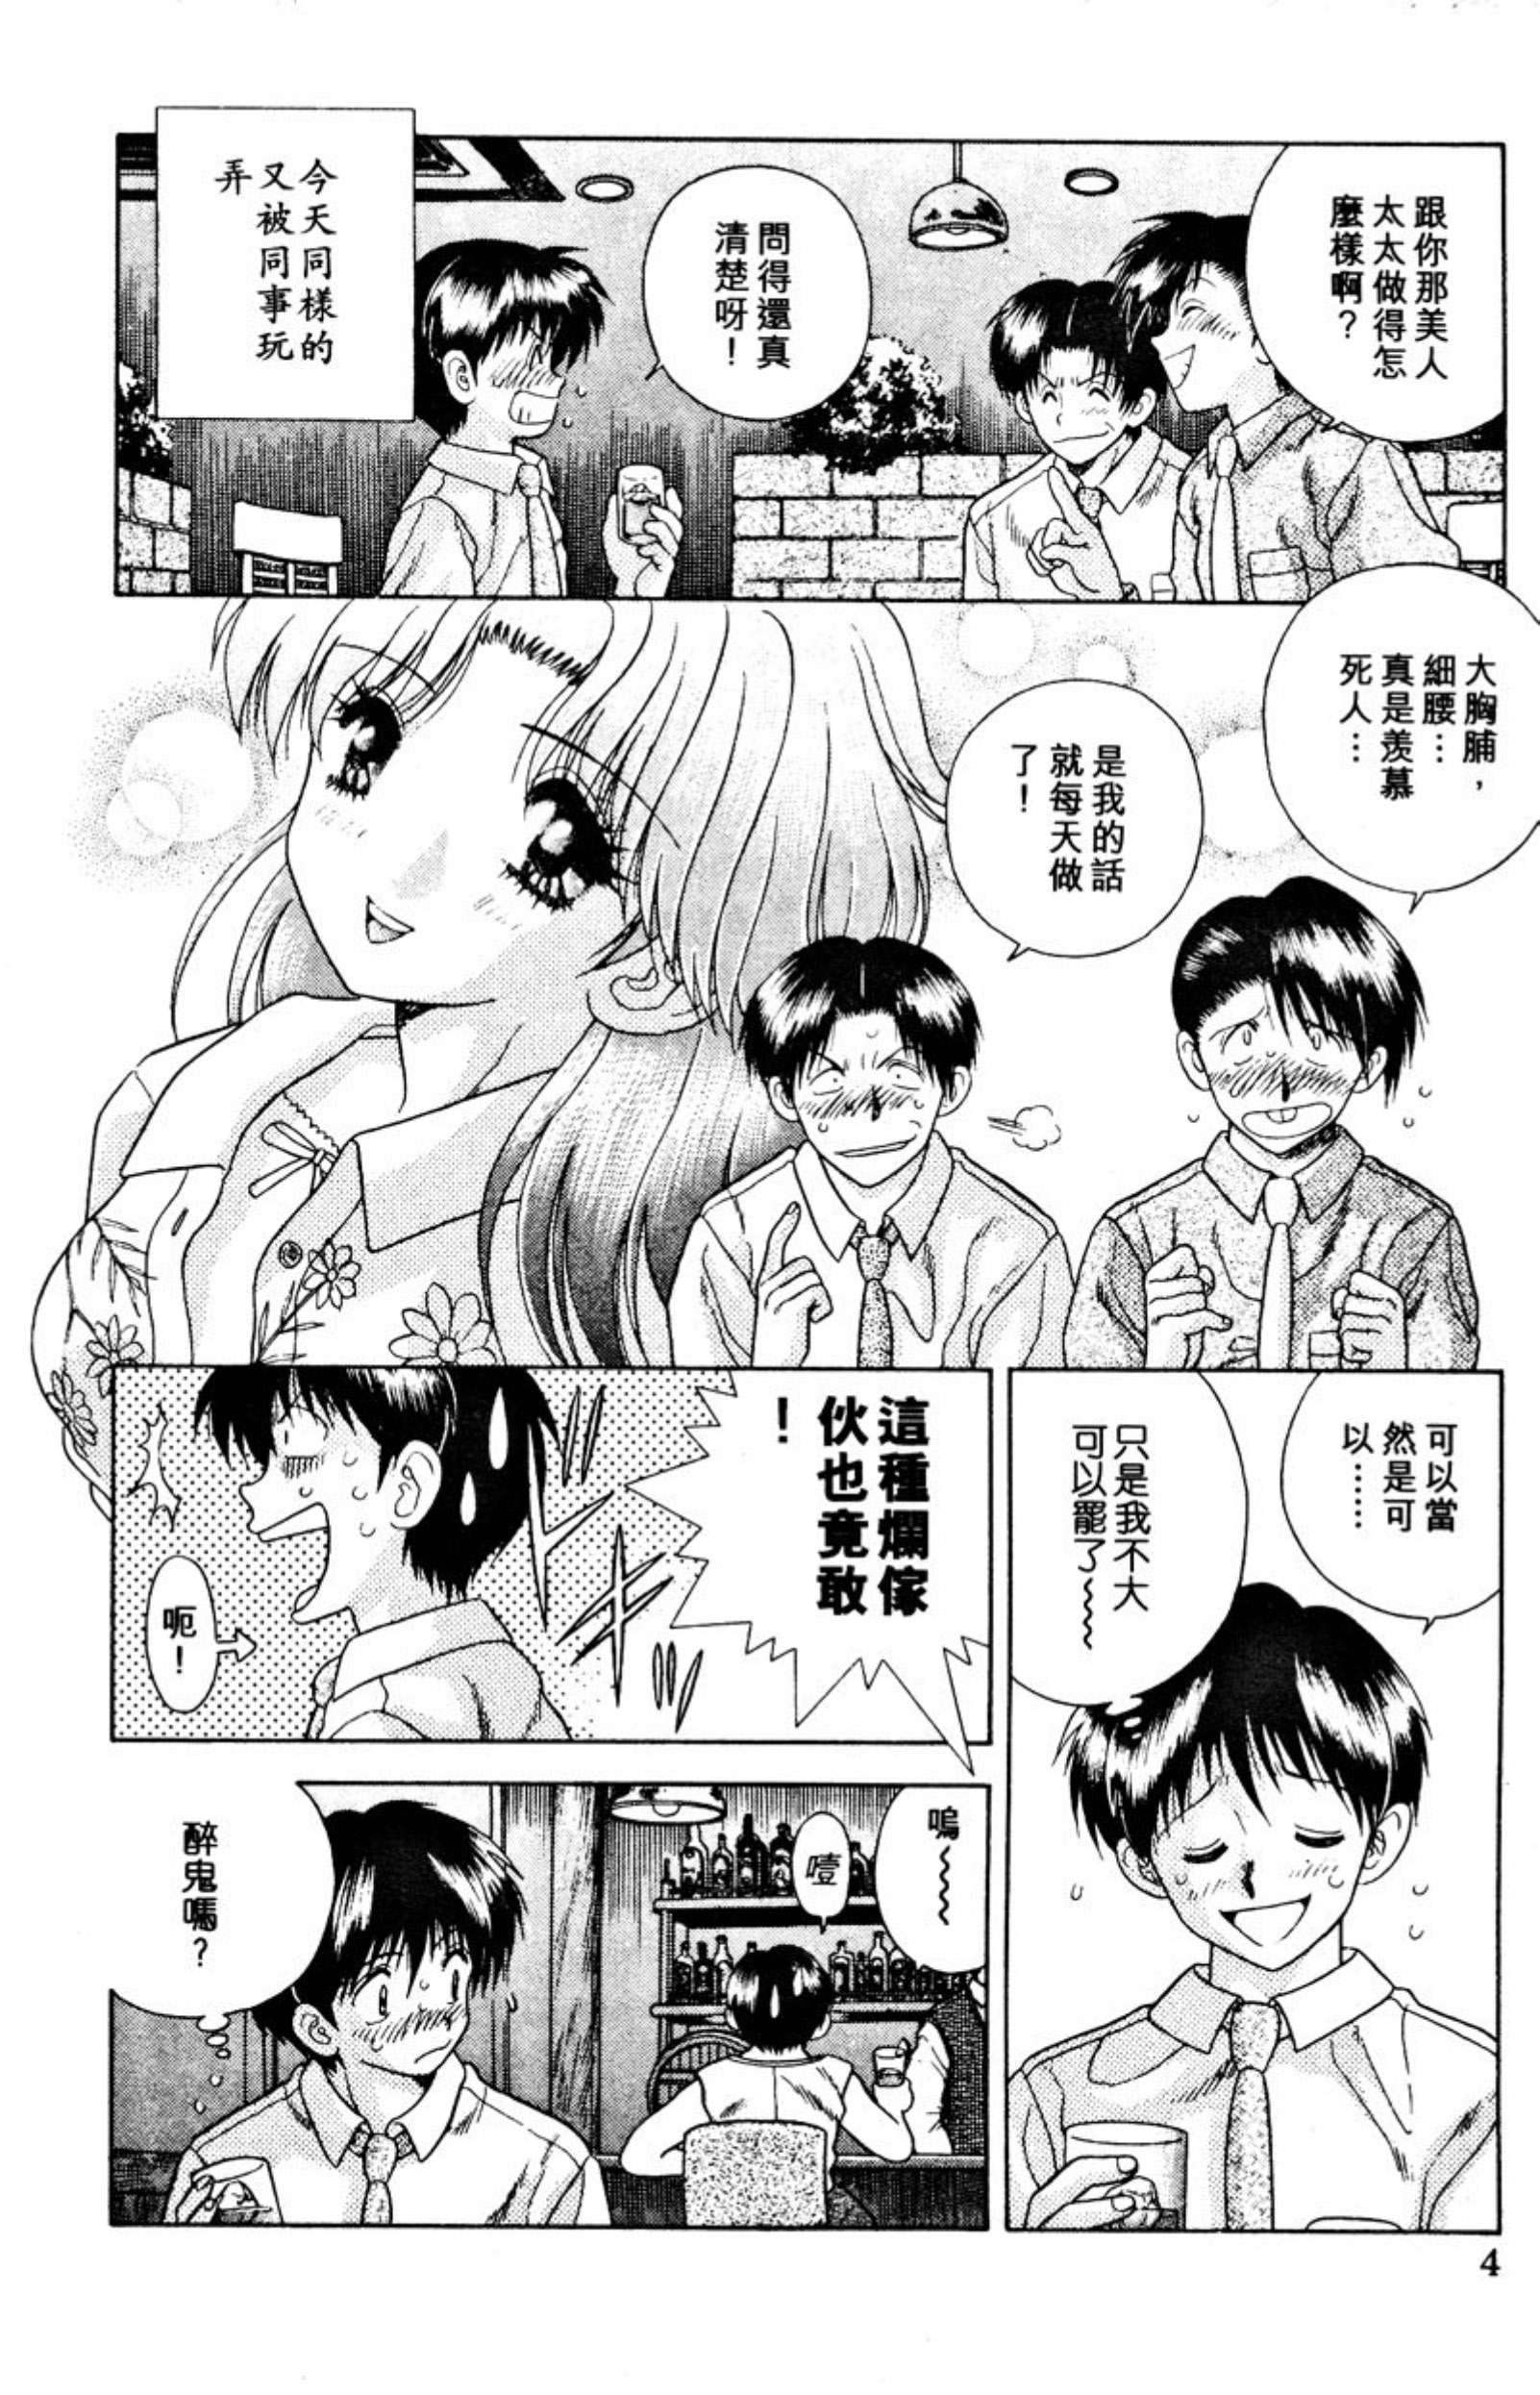 跟你那美人
太太做得怎
麼樣啊？
問得還真
清楚呀！
今天同樣的
又被同事玩
弄
大胸脯，
細腰…
真是羨慕
死人…
是我的話
就每天做
了！
可以當
然是可
以……
只是我不大
可以罷了～～
這種爛傢
伙也竟敢
！
呃！
嗚～～～
噎
醉鬼嗎？
4